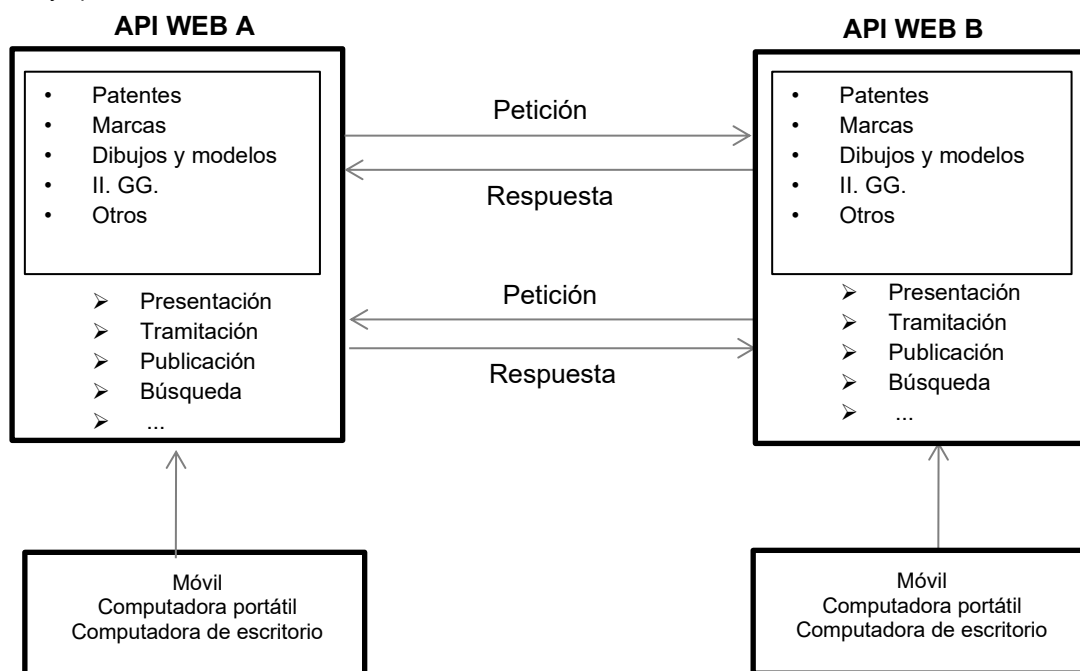 API WEB A
• Patentes
• Marcas
• Dibujos y modelos
• II. GG.
• Otros
➢ Presentación
➢ Tramitación
➢ Publicación
➢ Búsqueda
➢ ...
Móvil
Computadora portátil
Computadora de escritorio
Petición
Respuesta
Petición
Respuesta
API WEB B
• Patentes
• Marcas
• Dibujos y modelos
• II. GG.
• Otros
➢ Presentación
➢ Tramitación
➢ Publicación
➢ Búsqueda
➢ ...
Móvil
Computadora portátil
Computadora de escritorio